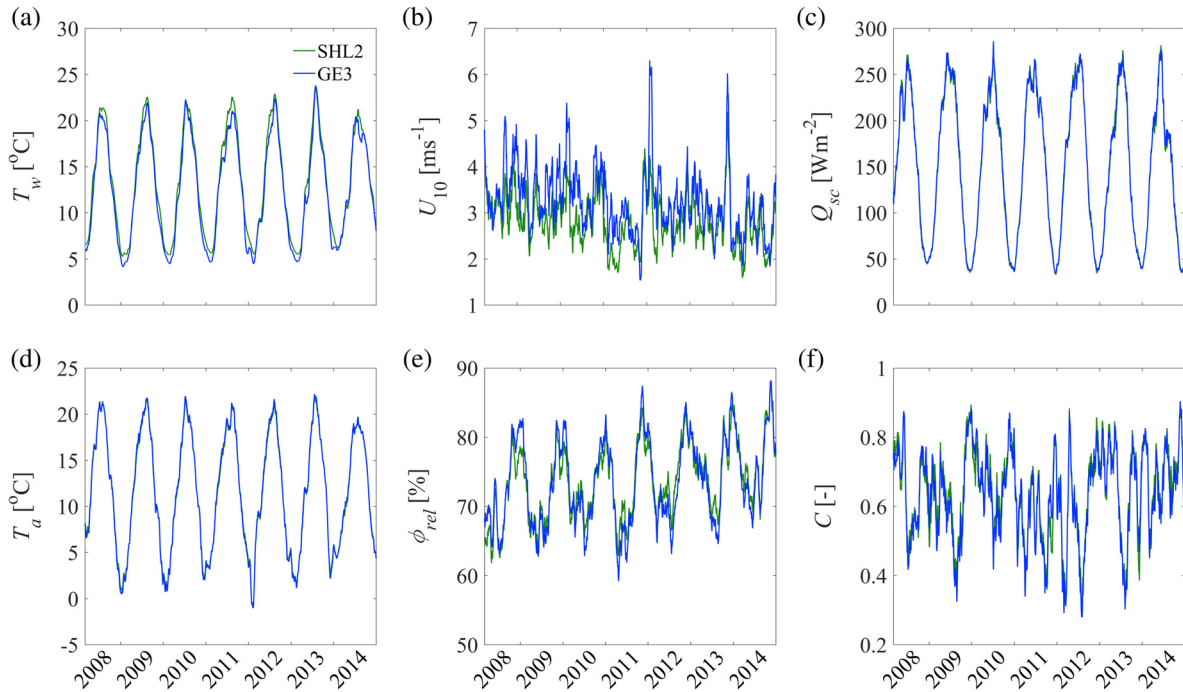 (a)
30
25
20
15
10
5
0
T_w [°C]
SHL2
GE3
(b)
7
6
5
4
3
2
1
U_10 [ms^-1]
(c)
300
250
200
150
100
50
0
Q_sc [Wm^-2]
(d)
25
20
15
10
5
0
-5
T_a [°C]
2008 2009 2010 2011 2012 2013 2014
(e)
90
80
70
60
50
ϕ_rel [%]
2008 2009 2010 2011 2012 2013 2014
(f)
1
0.8
0.6
0.4
0.2
C [-]
2008 2009 2010 2011 2012 2013 2014